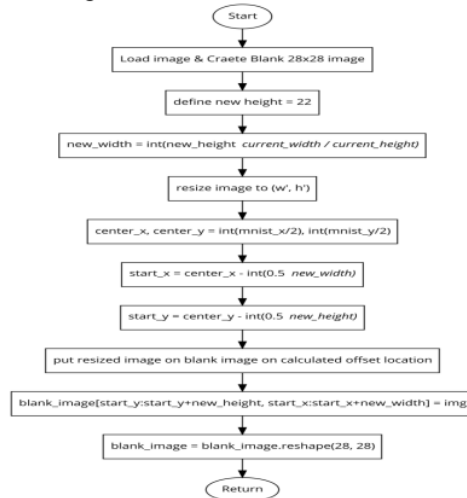 Start
Load image & Craete Blank 28x28 image
define new height = 22
new_width = int(new_height current_width / current_height)
resize image to (w', h')
center_x, center_y = int(mnist_x/2), int(mnist_y/2)
start_x = center_x - int(0.5 new_width)
start_y = center_y - int(0.5 new_height)
put resized image on blank image on calculated offset location
blank_image[start_y:start_y+new_height, start_x:start_x+new_width] = img
blank_image = blank_image.reshape(28, 28)
Return